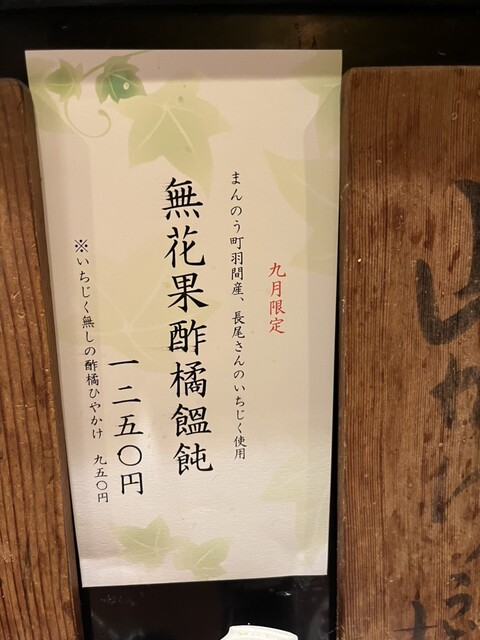 九月限定
まんのう町羽間産、長尾さんのいちじく使用
無花果酢橘饂飩
一二五〇円
※いちじく無しの酢橘ひやかけ 九五〇円